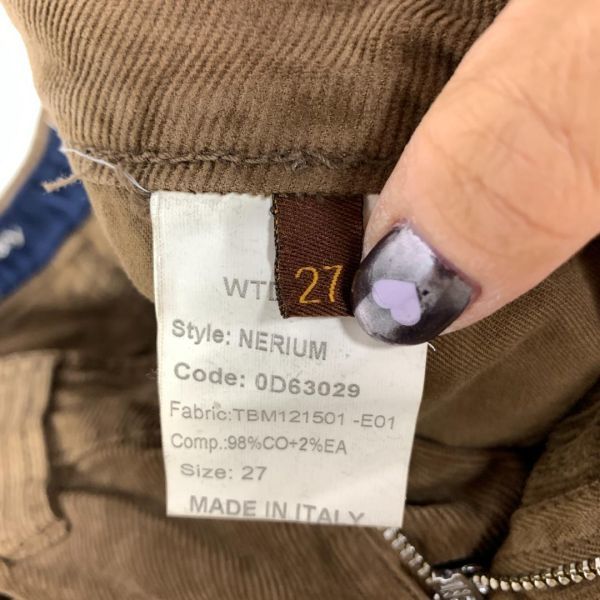 27
Style: NERIUM
Code: 0D63029
Fabric:TBM121501 -E01
Comp.:98%CO+2%EA
Size: 27
MADE IN ITALY